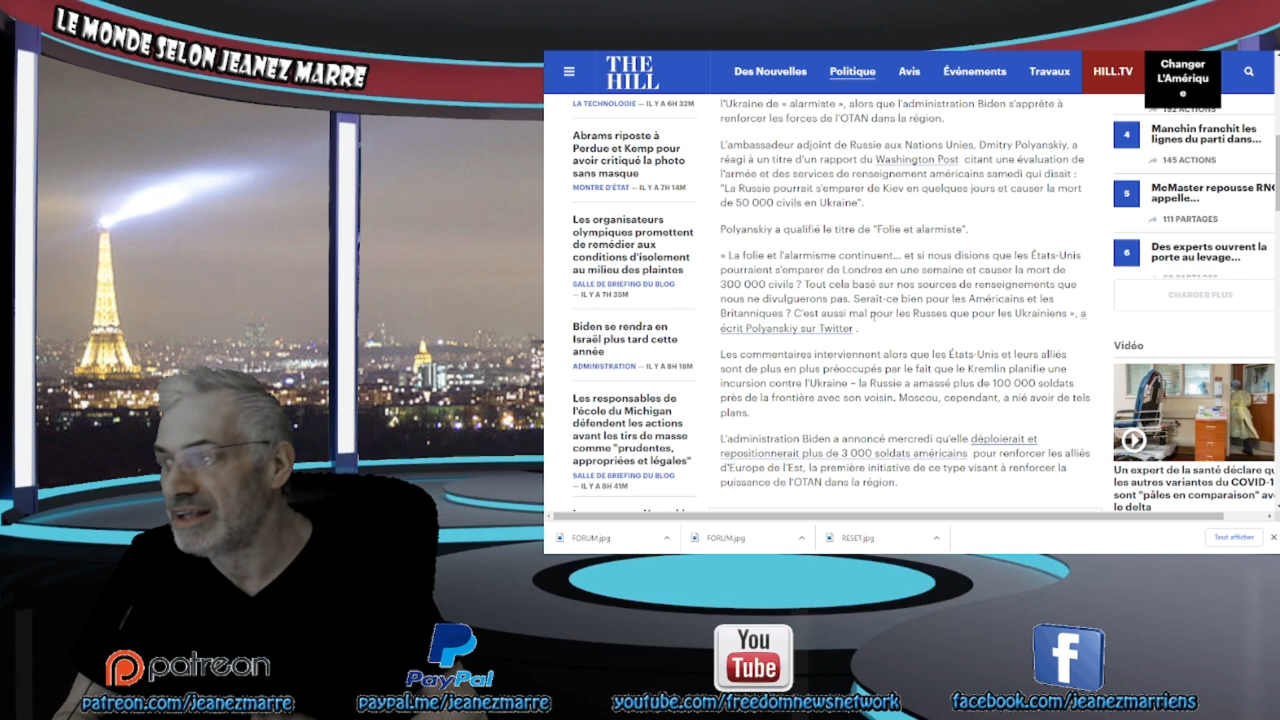 LE MONDE SELON JEANEZ MARRE
THE
HILL
Des Nouvelles
Politique
Avis
Événements
Travaux
HILL.TV
Changer
L'Amériqu
e
LA TECHNOLOGIE — IL Y A 6H 32M
Abrams riposte à
Perdue et Kemp pour
avoir critiqué la photo
sans masque
MONTRE D'ÉTAT — IL Y A 7H 14M
Les organisateurs
olympiques promettent
de remédier aux
conditions d'isolement
au milieu des plaintes
SALLE DE BRIEFING DU BLOG
— IL Y A 7H 35M
Biden se rendra en
Israël plus tard cette
année
ADMINISTRATION — IL Y A 8H 18M
Les responsables de
l'école du Michigan
défendent les actions
avant les tirs de masse
comme "prudentes,
appropriées et légales"
SALLE DE BRIEFING DU BLOG
— IL Y A 8H 41M
l'Ukraine de « alarmiste », alors que l'administration Biden s'apprête à
renforcer les forces de l'OTAN dans la région.
L'ambassadeur adjoint de Russie aux Nations Unies, Dmitry Polyanskiy, a
réagi à un titre d'un rapport du Washington Post citant une évaluation de
l'armée et des services de renseignement américains samedi qui disait :
"La Russie pourrait s'emparer de Kiev en quelques jours et causer la mort
de 50 000 civils en Ukraine".
Polyanskiy a qualifié le titre de "Folie et alarmiste".
« La folie et l'alarmisme continuent... et si nous disions que les États-Unis
pourraient s'emparer de Londres en une semaine et causer la mort de
300 000 civils ? Tout cela basé sur nos sources de renseignements que
nous ne divulguerons pas. Serait-ce bien pour les Américains et les
Britanniques ? C'est aussi mal pour les Russes que pour les Ukrainiens », a
écrit Polyanskiy sur Twitter .
Les commentaires interviennent alors que les États-Unis et leurs alliés
sont de plus en plus préoccupés par le fait que le Kremlin planifie une
incursion contre l'Ukraine – la Russie a amassé plus de 100 000 soldats
près de la frontière avec son voisin. Moscou, cependant, a nié avoir de tels
plans.
L'administration Biden a annoncé mercredi qu'elle déploierait et
repositionnerait plus de 3 000 soldats américains pour renforcer les alliés
d'Europe de l'Est, la première initiative de ce type visant à renforcer la
puissance de l'OTAN dans la région.
192 ACTIONS
4
Manchin franchit les
lignes du parti dans...
145 ACTIONS
5
McMaster repousse RNC
appelle...
111 PARTAGES
6
Des experts ouvrent la
porte au levage...
CHARGER PLUS
Vidéo
Un expert de la santé déclare qu
les autres variantes du COVID-1
sont "pâles en comparaison" ave
le delta
FORUM.jpg
FORUM.jpg
RESET.jpg
Tout afficher
patreon
PayPal
You
Tube
patreon.com/jeanezmarre
paypal.me/jeanezmarre
youtube.com/freedomnewsnetwork
facebook.com/jeanezmarriens